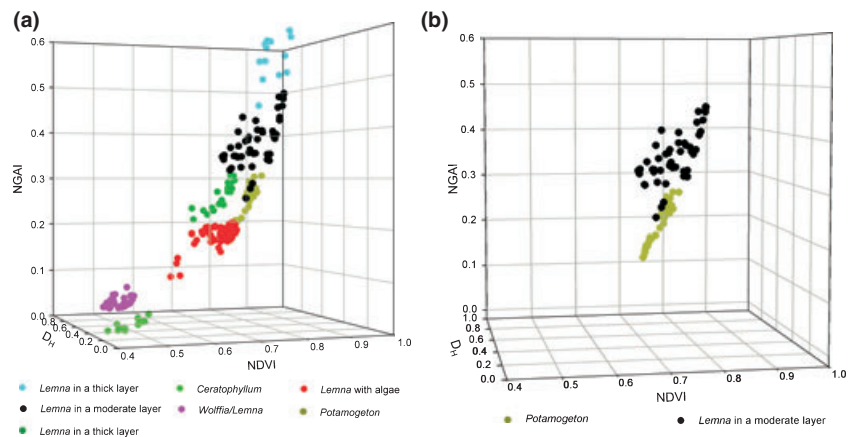 (a)
(b)
NGAI
0.6
0.5
0.4
0.3
0.2
0.1
0.0
0.8
0.6
0.4
0.2
0.0
D_H
0.4
0.5
0.6
0.7
0.8
0.9
1.0
NDVI
NGAI
0.6
0.5
0.4
0.3
0.2
0.1
0.0
1.0
0.8
0.6
0.4
0.2
0.0
D_H
0.4
0.5
0.6
0.7
0.8
0.9
1.0
NDVI
Lemna in a thick layer
Ceratophyllum
Lemna with algae
Lemna in a moderate layer
Wolffia/Lemna
Potamogeton
Lemna in a thick layer
Potamogeton
Lemna in a moderate layer